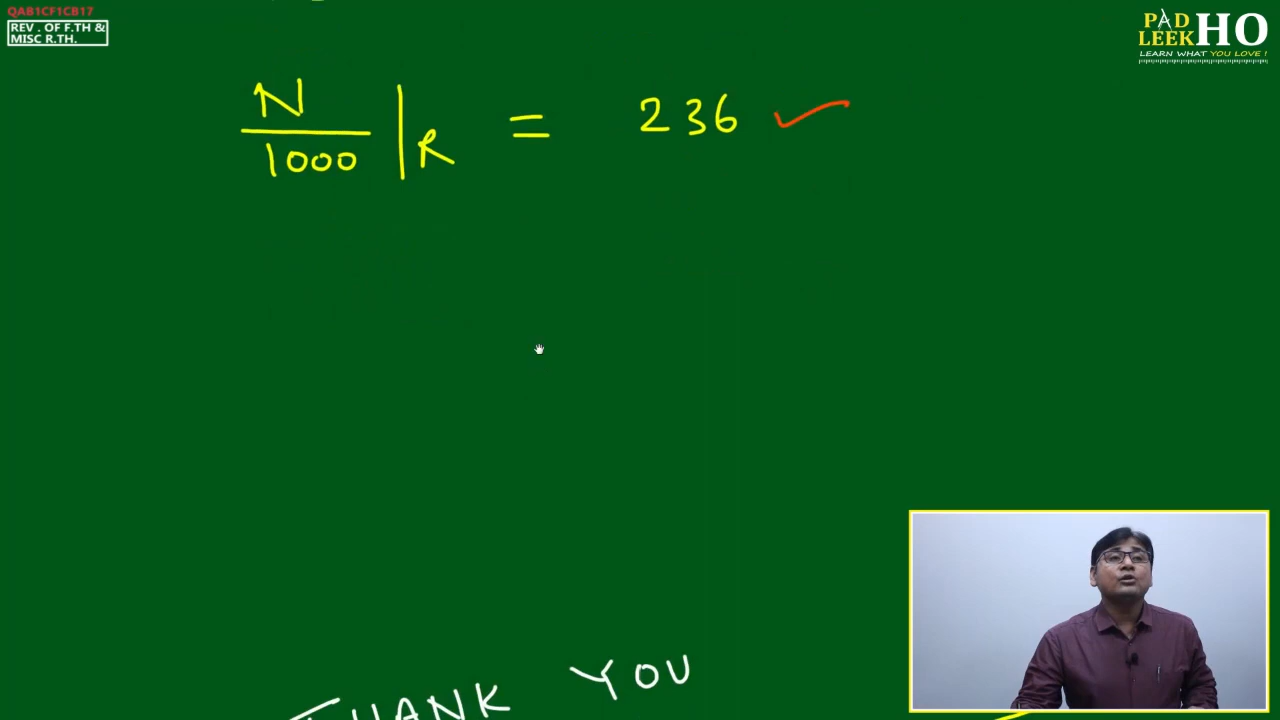 QAB1CF1CB17
REV . OF F.TH &
MISC R.TH.
PAD
LEEK HO
LEARN WHAT YOU LOVE !
N
1000 | R = 236
THANK YOU